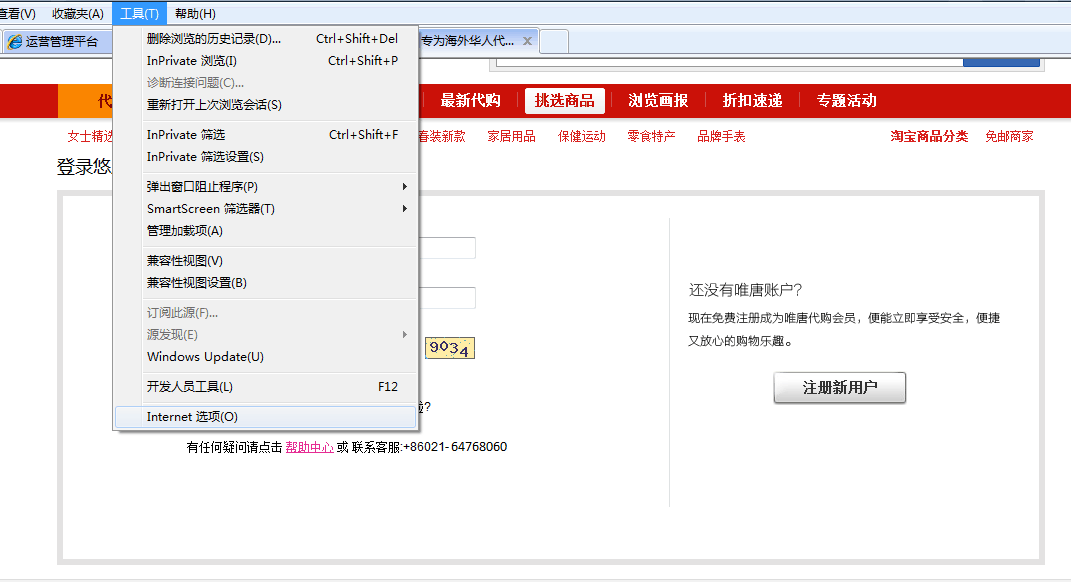 查看(V) 收藏夹(A) 工具(T) 帮助(H)
运营管理平台 专为海外华人代...
删除浏览的历史记录(D)... Ctrl+Shift+Del
InPrivate 浏览(I) Ctrl+Shift+P
诊断连接问题(C)...
重新打开上次浏览会话(S)
InPrivate 筛选 Ctrl+Shift+F
InPrivate 筛选设置(S)
弹出窗口阻止程序(P)
SmartScreen 筛选器(T)
管理加载项(A)
兼容性视图(V)
兼容性视图设置(B)
订阅此源(F)...
源发现(E)
Windows Update(U)
开发人员工具(L) F12
Internet 选项(O)
代 最新代购 挑选商品 浏览画报 折扣速递 专题活动
女士精选 春装新款 家居用品 保健运动 零食特产 品牌手表 淘宝商品分类 免邮商家
登录悠
9034
?
有任何疑问请点击 帮助中心 或 联系客服:+86021-64768060
还没有唯唐账户?
现在免费注册成为唯唐代购会员，便能立即享受安全，便捷
又放心的购物乐趣。
注册新用户